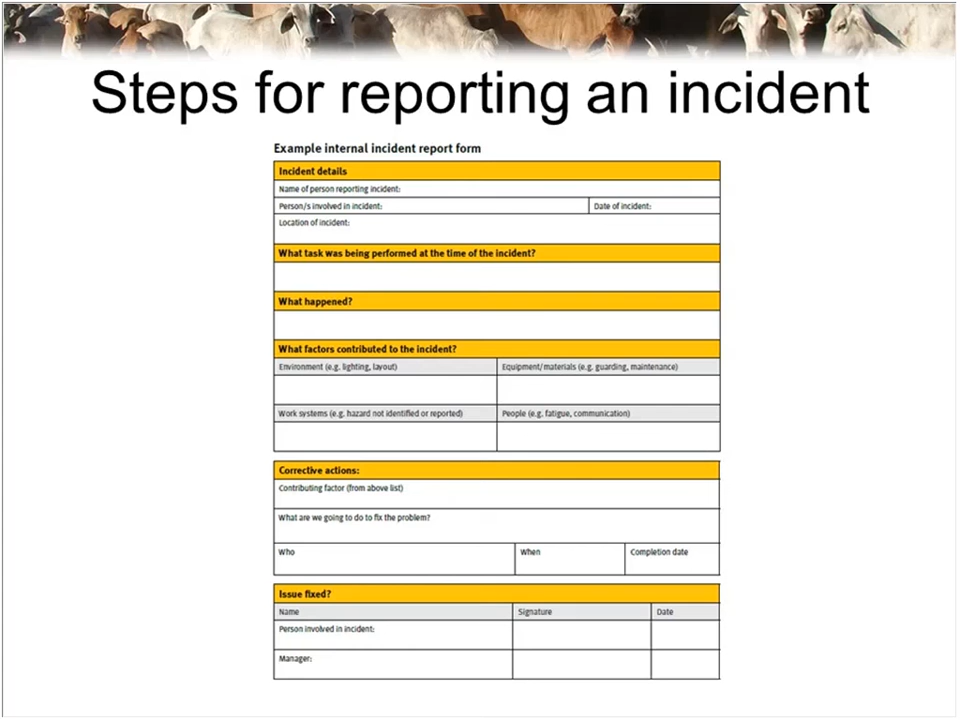 Steps for reporting an incident
Example internal incident report form
Incident details
Name of person reporting incident:
Person/s involved in incident: Date of incident:
Location of incident:
What task was being performed at the time of the incident?
What happened?
What factors contributed to the incident?
Environment (e.g. lighting, layout) Equipment/materials (e.g. guarding, maintenance)
Work systems (e.g. hazard not identified or reported) People (e.g. fatigue, communication)
Corrective actions:
Contributing factor (from above list)
What are we going to do to fix the problem?
Who When Completion date
Issue fixed?
Name Signature Date
Person involved in incident:
Manager: